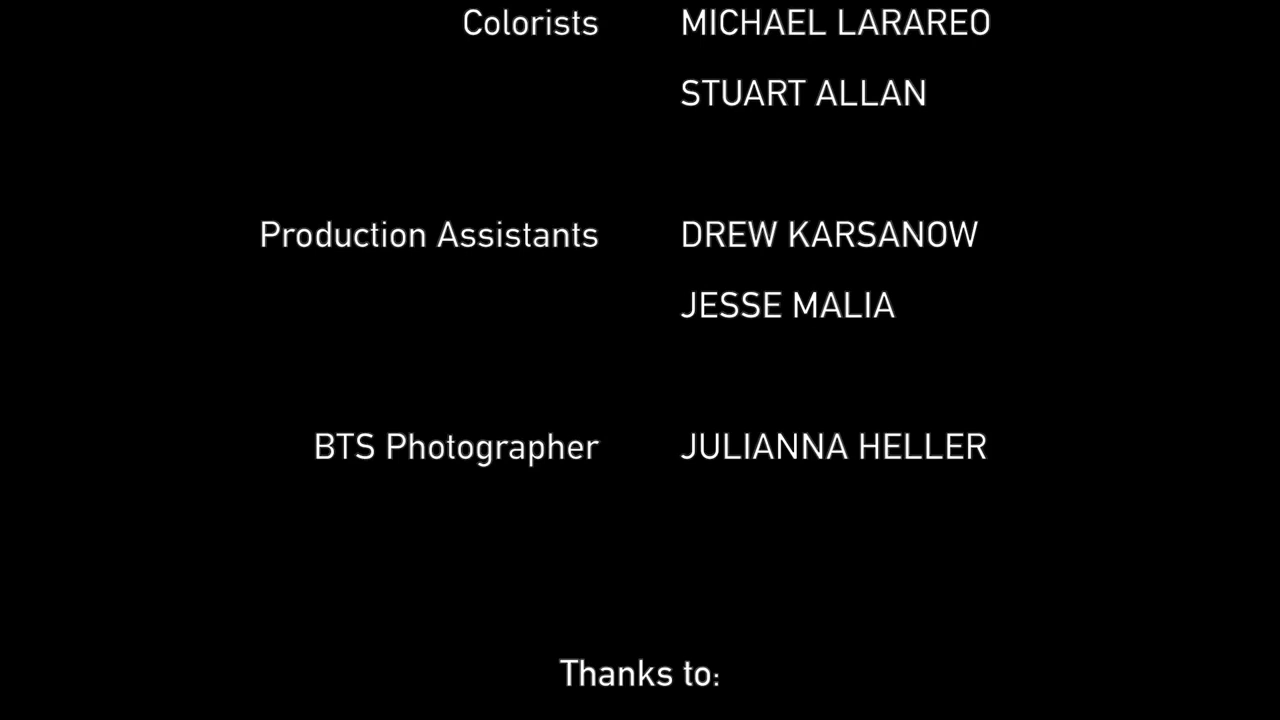 Colorists MICHAEL LARAREO
STUART ALLAN
Production Assistants DREW KARSANOW
JESSE MALIA
BTS Photographer JULIANNA HELLER
Thanks to: